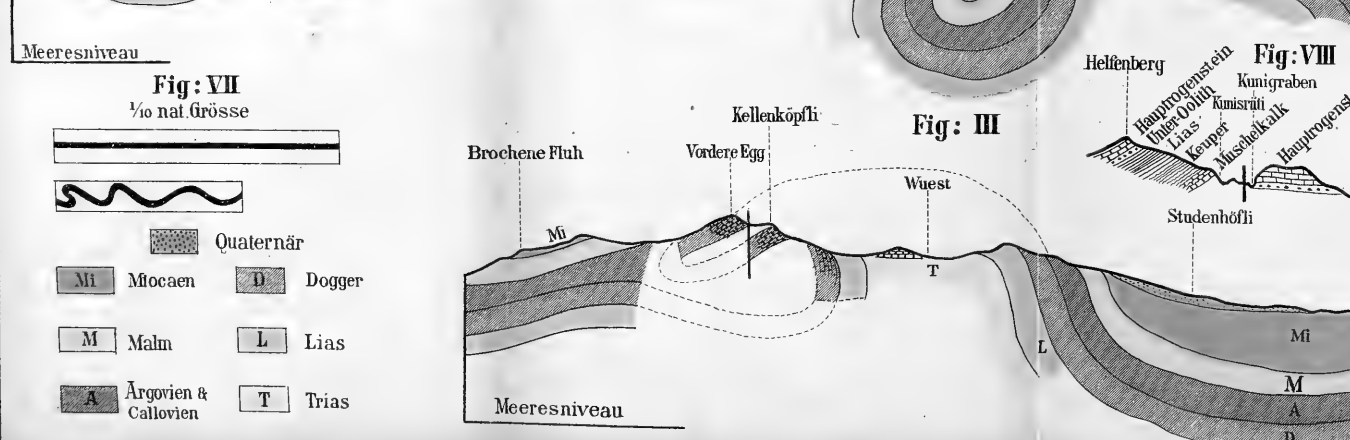 Meeresniveau
Fig: VII
1/10 nat. Grösse
Quaternär
Mi Miocaen
D Dogger
M Malm
L Lias
A Argovien &
Callovien
T Trias
Fig: III
Brochene Fluh
Mi
Vordere Egg
Kellenköpfli
Wuest
T
L
Studenhöfli
Mi
M
A
D
Meeresniveau
Fig: VIII
Helfenberg
Hauptrogenstein
Unter-Oolith
Lias
Keuper
Kunisrüti
Muschelkalk
Kunigraben